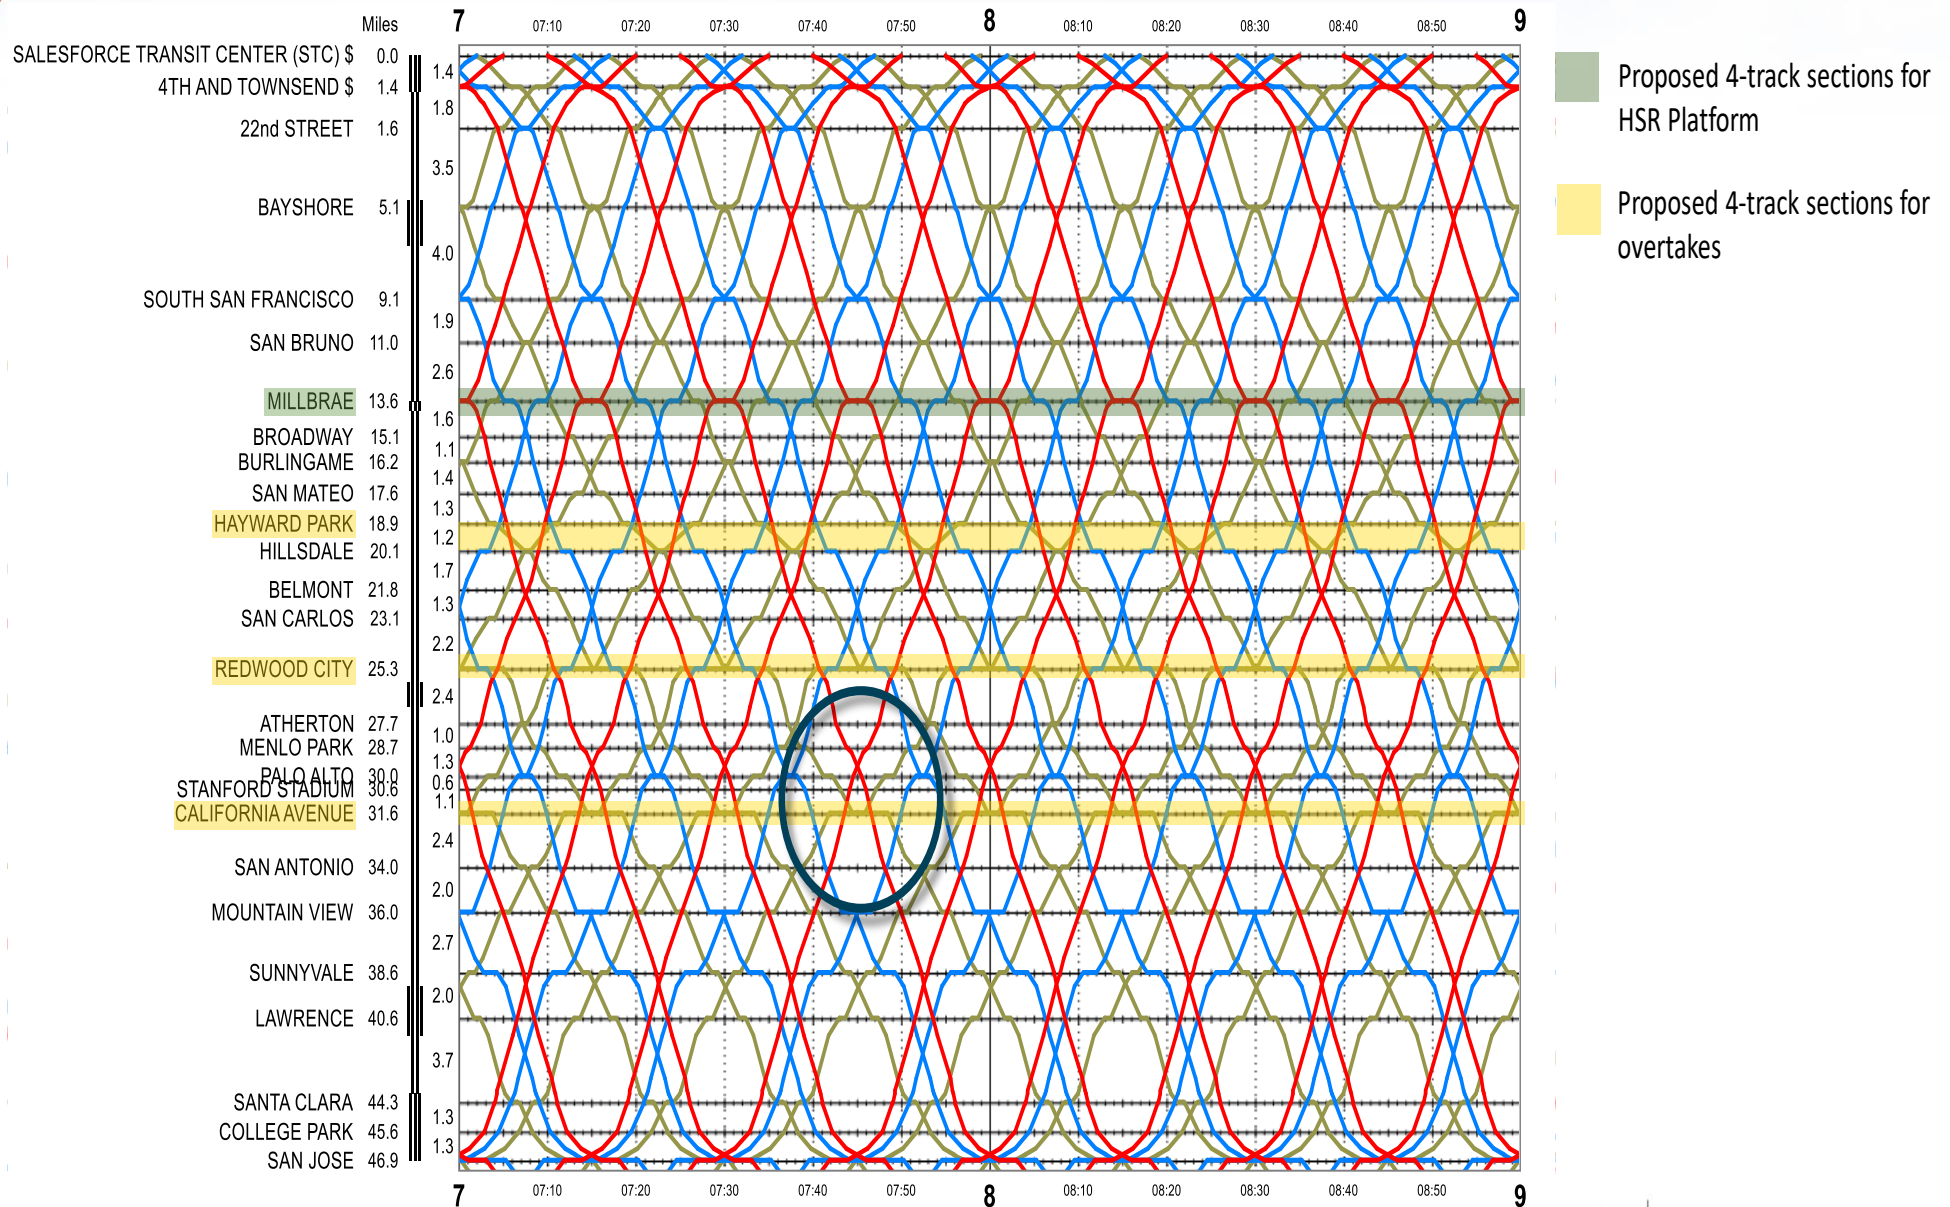 Miles
7 07:10 07:20 07:30 07:40 07:50 8 08:10 08:20 08:30 08:40 08:50 9
SALESFORCE TRANSIT CENTER (STC) $ 0.0
1.4
4TH AND TOWNSEND $ 1.4
1.8
22nd STREET 1.6
3.5
BAYSHORE 5.1
4.0
SOUTH SAN FRANCISCO 9.1
1.9
SAN BRUNO 11.0
2.6
MILLBRAE 13.6
1.6
BROADWAY 15.1
1.1
BURLINGAME 16.2
1.4
SAN MATEO 17.6
1.3
HAYWARD PARK 18.9
1.2
HILLSDALE 20.1
1.7
BELMONT 21.8
1.3
SAN CARLOS 23.1
2.2
REDWOOD CITY 25.3
2.4
ATHERTON 27.7
1.0
MENLO PARK 28.7
1.3
PALO ALTO 30.0
0.6
STANFORD STADIUM 30.6
1.1
CALIFORNIA AVENUE 31.6
2.4
SAN ANTONIO 34.0
2.0
MOUNTAIN VIEW 36.0
2.7
SUNNYVALE 38.6
2.0
LAWRENCE 40.6
3.7
SANTA CLARA 44.3
1.3
COLLEGE PARK 45.6
1.3
SAN JOSE 46.9
7 07:10 07:20 07:30 07:40 07:50 8 08:10 08:20 08:30 08:40 08:50 9
Proposed 4-track sections for
HSR Platform
Proposed 4-track sections for
overtakes